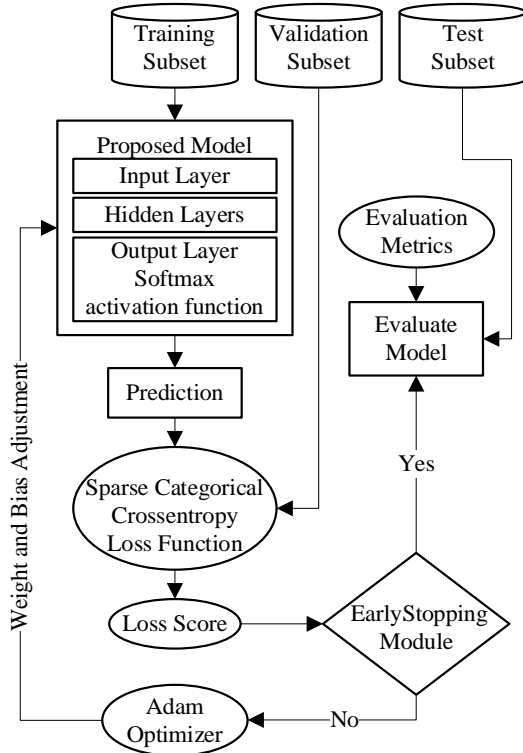 Training
Subset
Validation
Subset
Test
Subset
Proposed Model
Input Layer
Hidden Layers
Output Layer
Softmax
activation function
Evaluation
Metrics
Evaluate
Model
Prediction
Weight and Bias Adjustment
Yes
Sparse Categorical
Crossentropy
Loss Function
Loss Score
EarlyStopping
Module
Adam
Optimizer
No